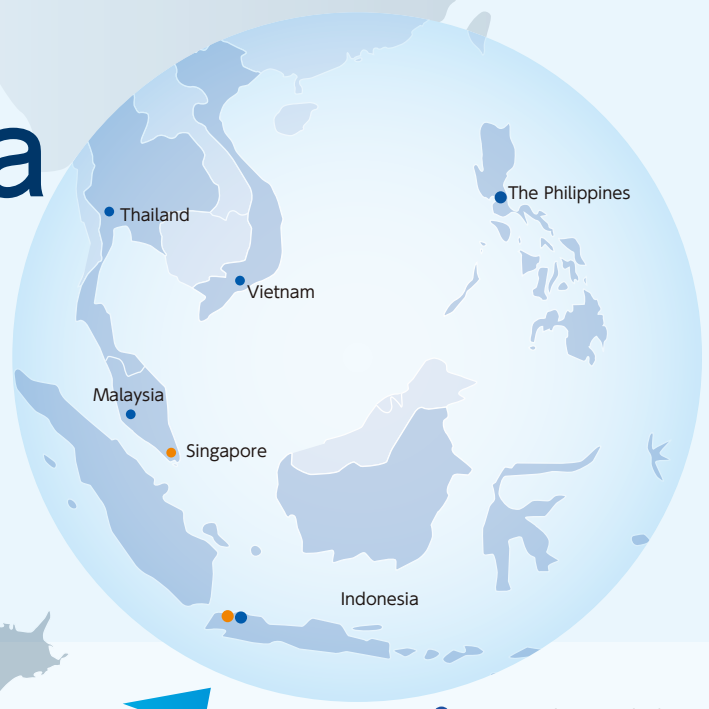 a
The Philippines
Thailand
Vietnam
Malaysia
Singapore
Indonesia